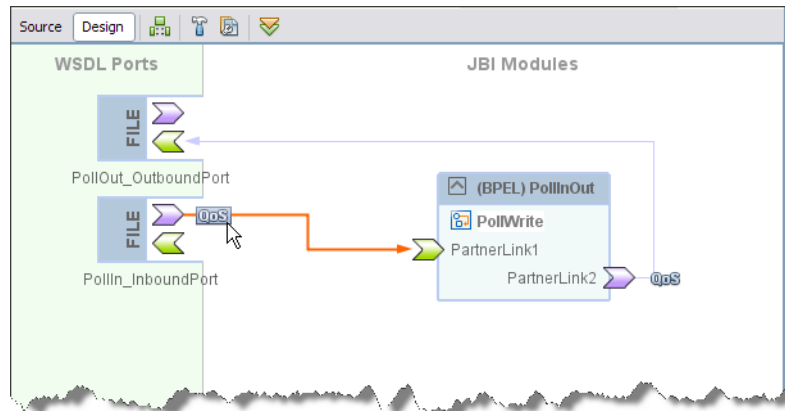 Source Design
WSDL Ports
JBI Modules
FILE
PollOut_OutboundPort
FILE
QoS
PollIn_InboundPort
(BPEL) PollInOut
PollWrite
PartnerLink1
PartnerLink2
QoS